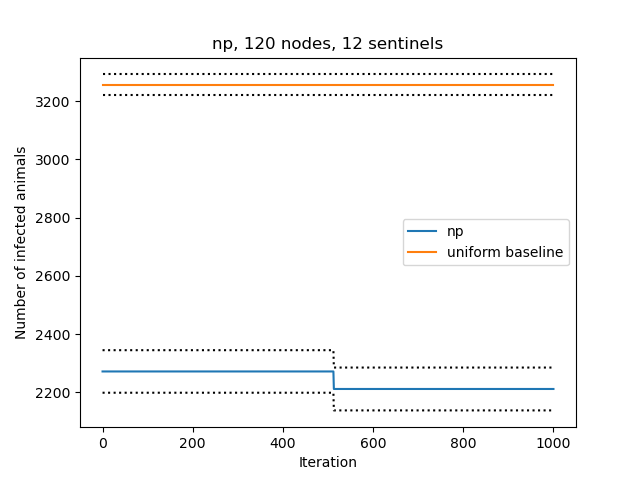 np, 120 nodes, 12 sentinels
Number of infected animals
3200
3000
2800
2600
2400
2200
np
uniform baseline
0 200 400 600 800 1000
Iteration